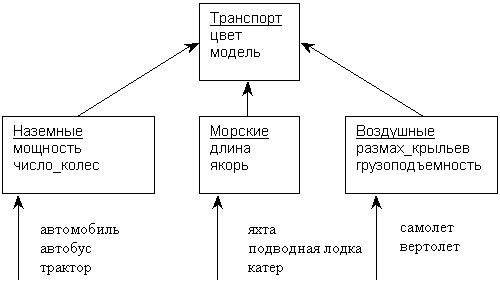 Транспорт
цвет
модель
Наземные
мощность
число_колес
Морские
длина
якорь
Воздушные
размах_крыльев
грузоподъемность
автомобиль
автобус
трактор
яхта
подводная лодка
катер
самолет
вертолет